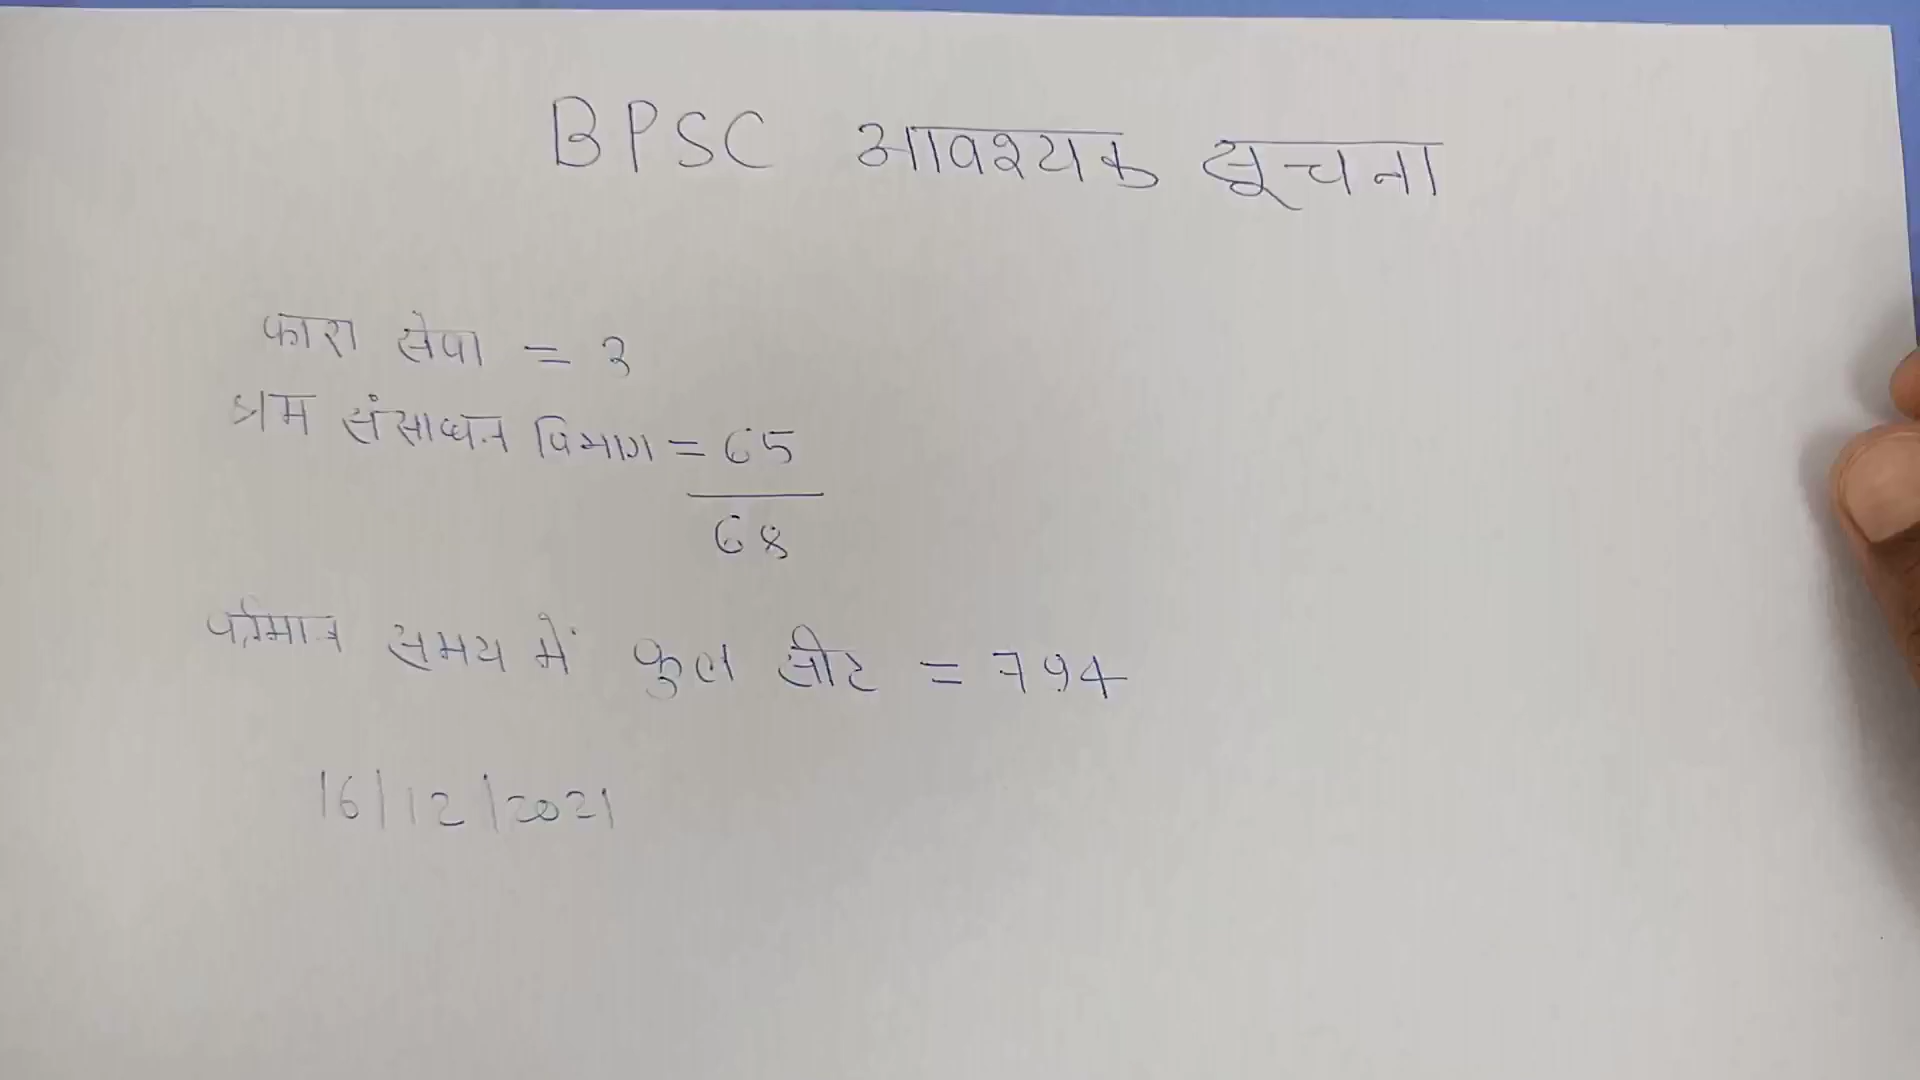 BPSC आवश्यक सूचना
कारा सेवा = 3
श्रम संसाधन विभाग = 65
68
वर्तमान समय में कुल सीट = 794
16/12/2021